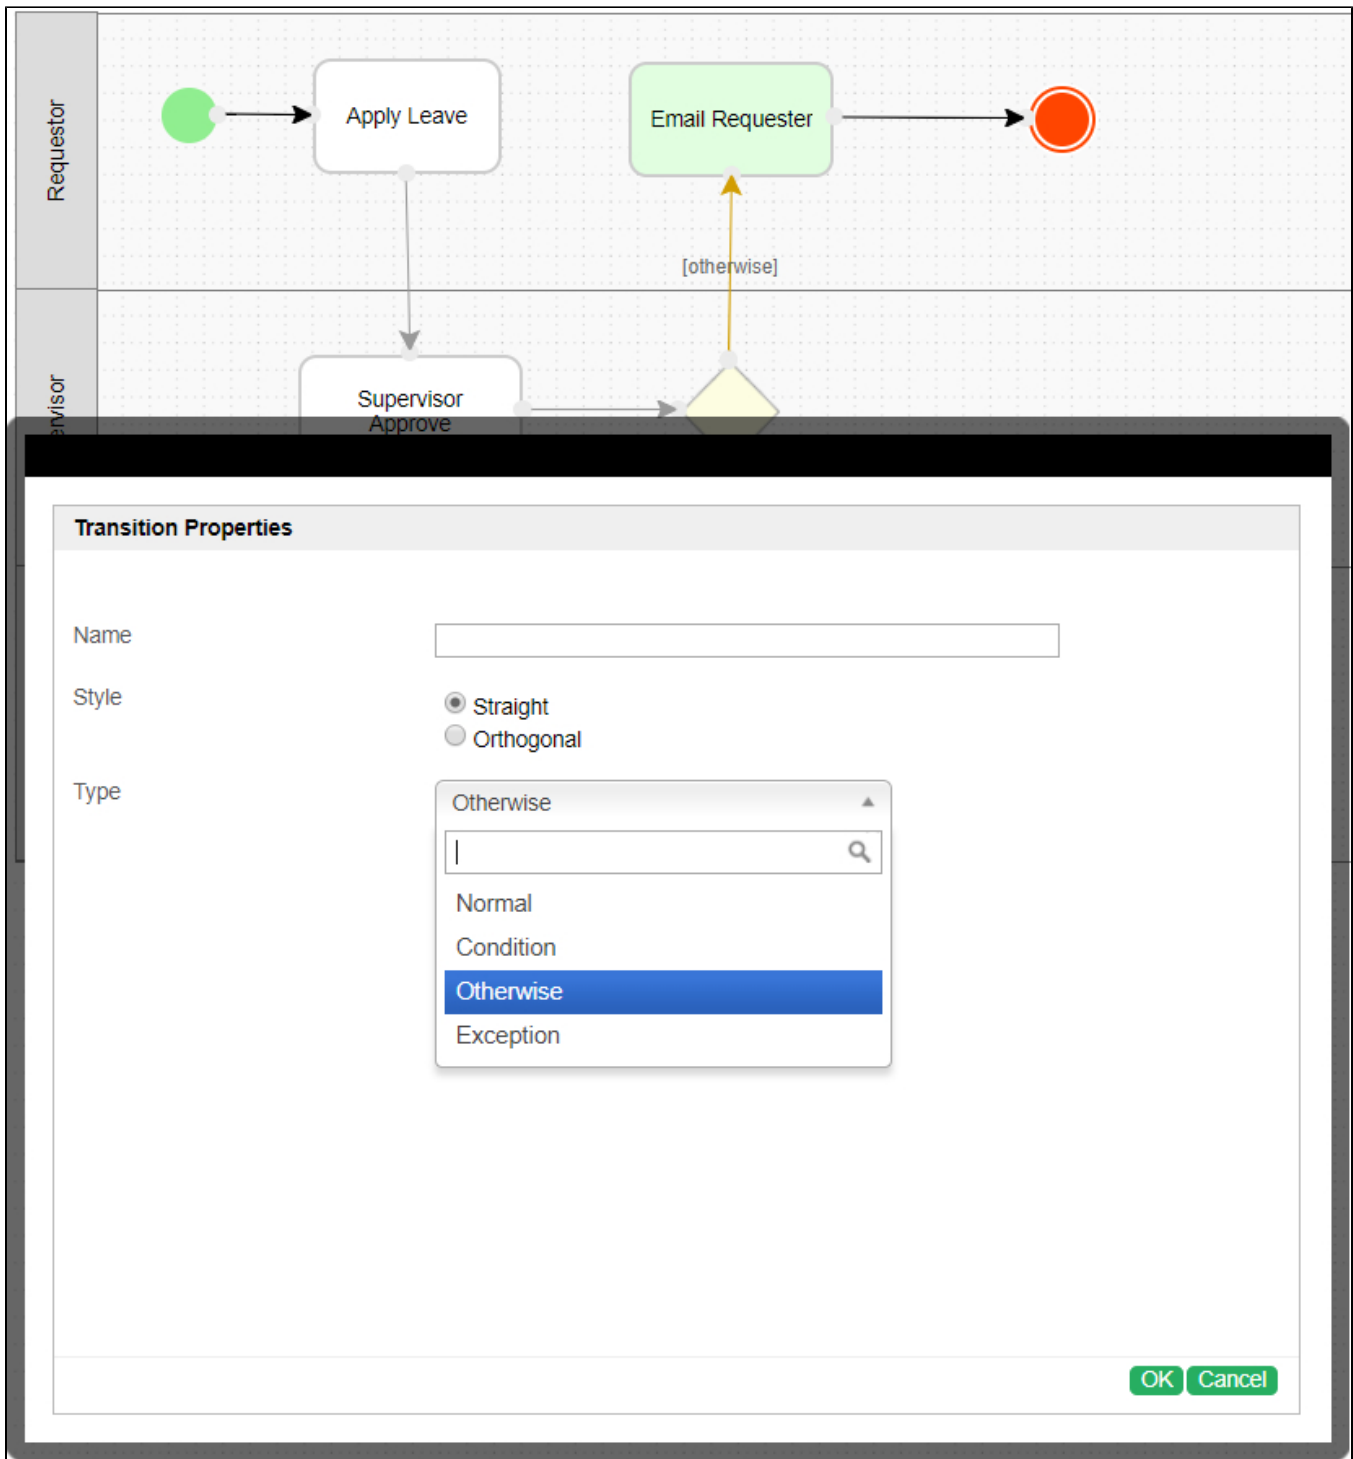 Requestor
Apply Leave
Email Requester
[otherwise]
Supervisor
Approve
Transition Properties
Name
Style
Straight
Orthogonal
Type
Otherwise
Normal
Condition
Otherwise
Exception
OK
Cancel